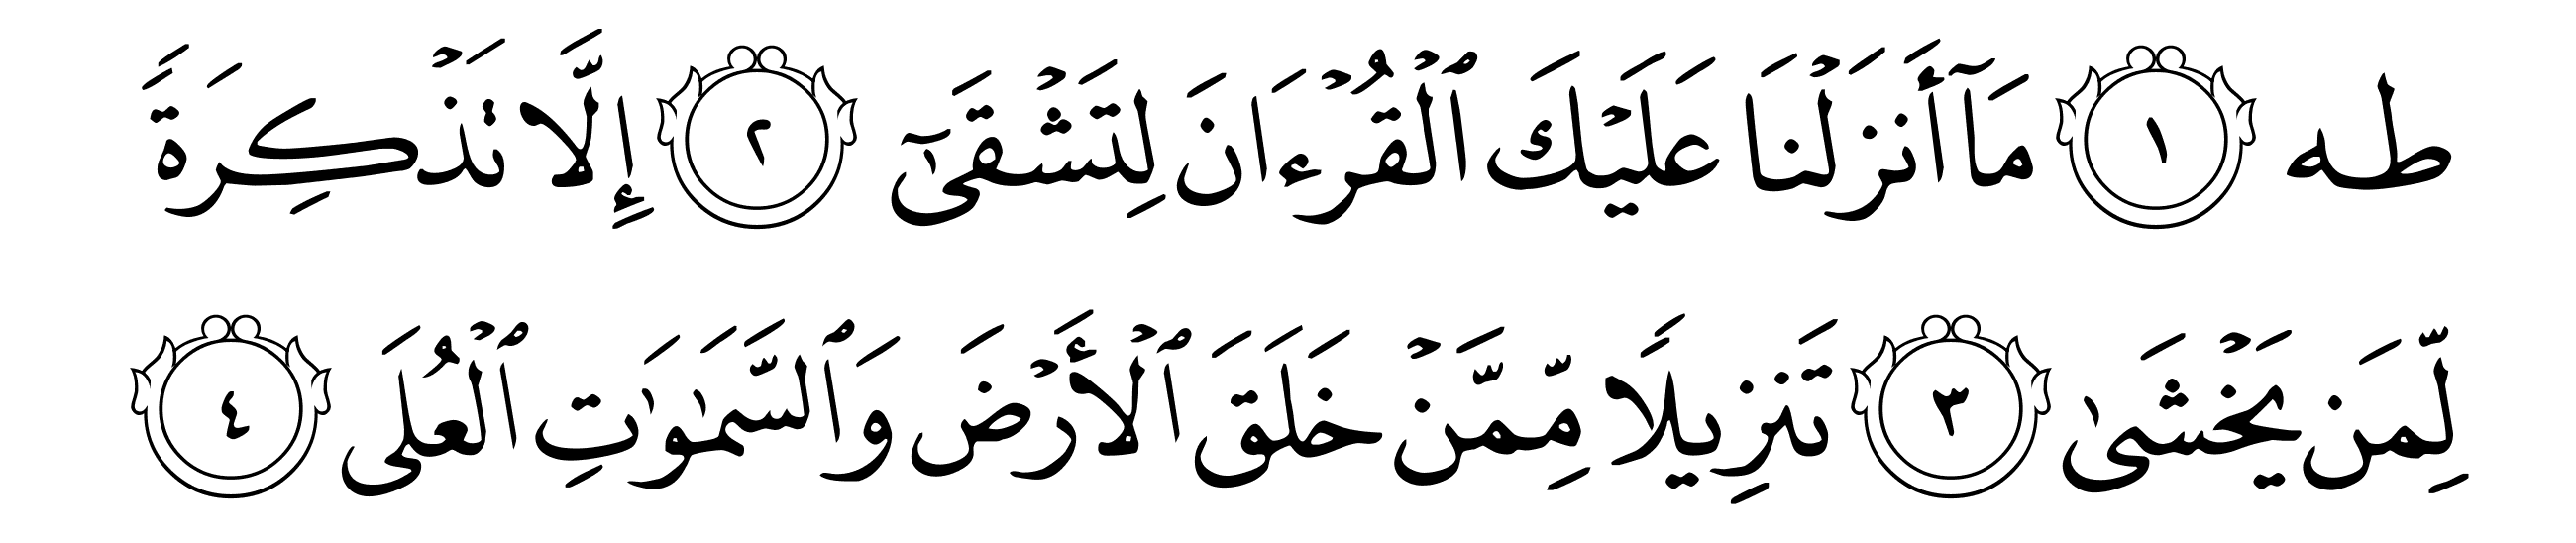 طه ١ مَآ أَنزَلۡنَا عَلَيۡكَ ٱلۡقُرۡءَانَ لِتَشۡقَىٰٓ ٢ إِلَّا تَذۡكِرَةٗ
لِّمَن يَخۡشَىٰ ٣ تَنزِيلٗا مِّمَّنۡ خَلَقَ ٱلۡأَرۡضَ وَٱلسَّمَٰوَٰتِ ٱلۡعُلَى ٤